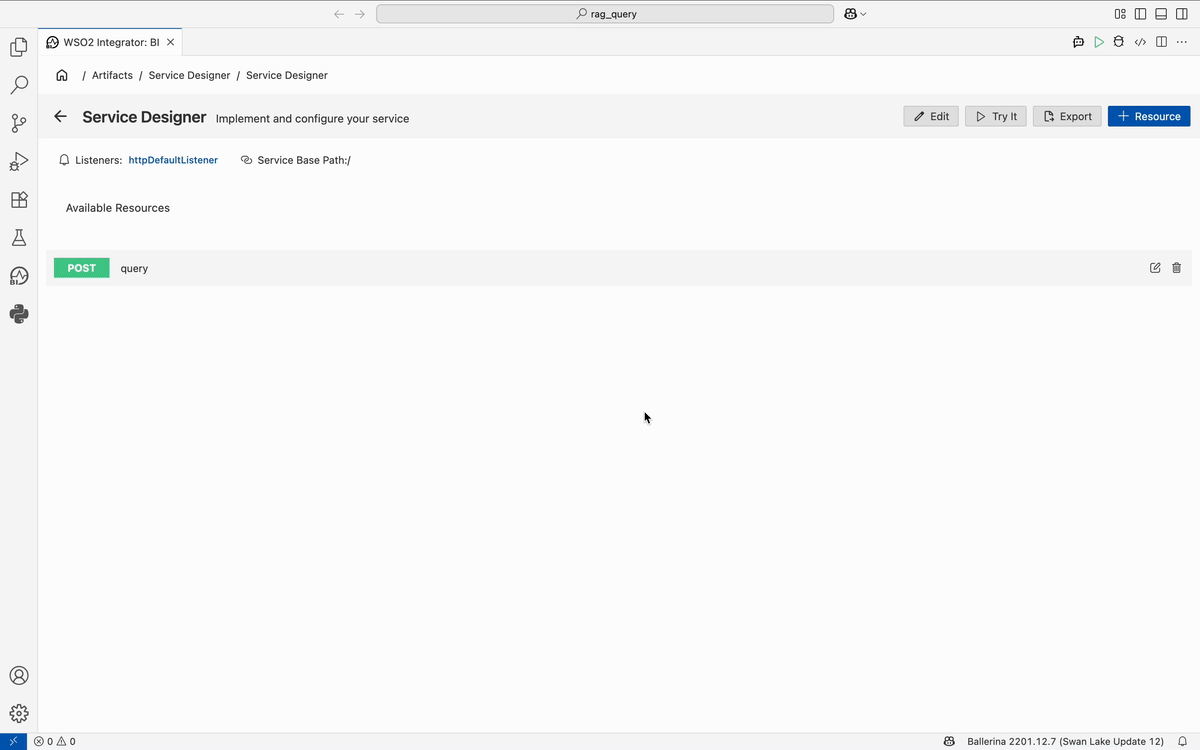 rag_query
WSO2 Integrator: BI
/ Artifacts / Service Designer / Service Designer
Service Designer Implement and configure your service
Edit
Try It
Export
Resource
Listeners: httpDefaultListener
Service Base Path:/
Available Resources
POST query
BI
0 0
Ballerina 2201.12.7 (Swan Lake Update 12)